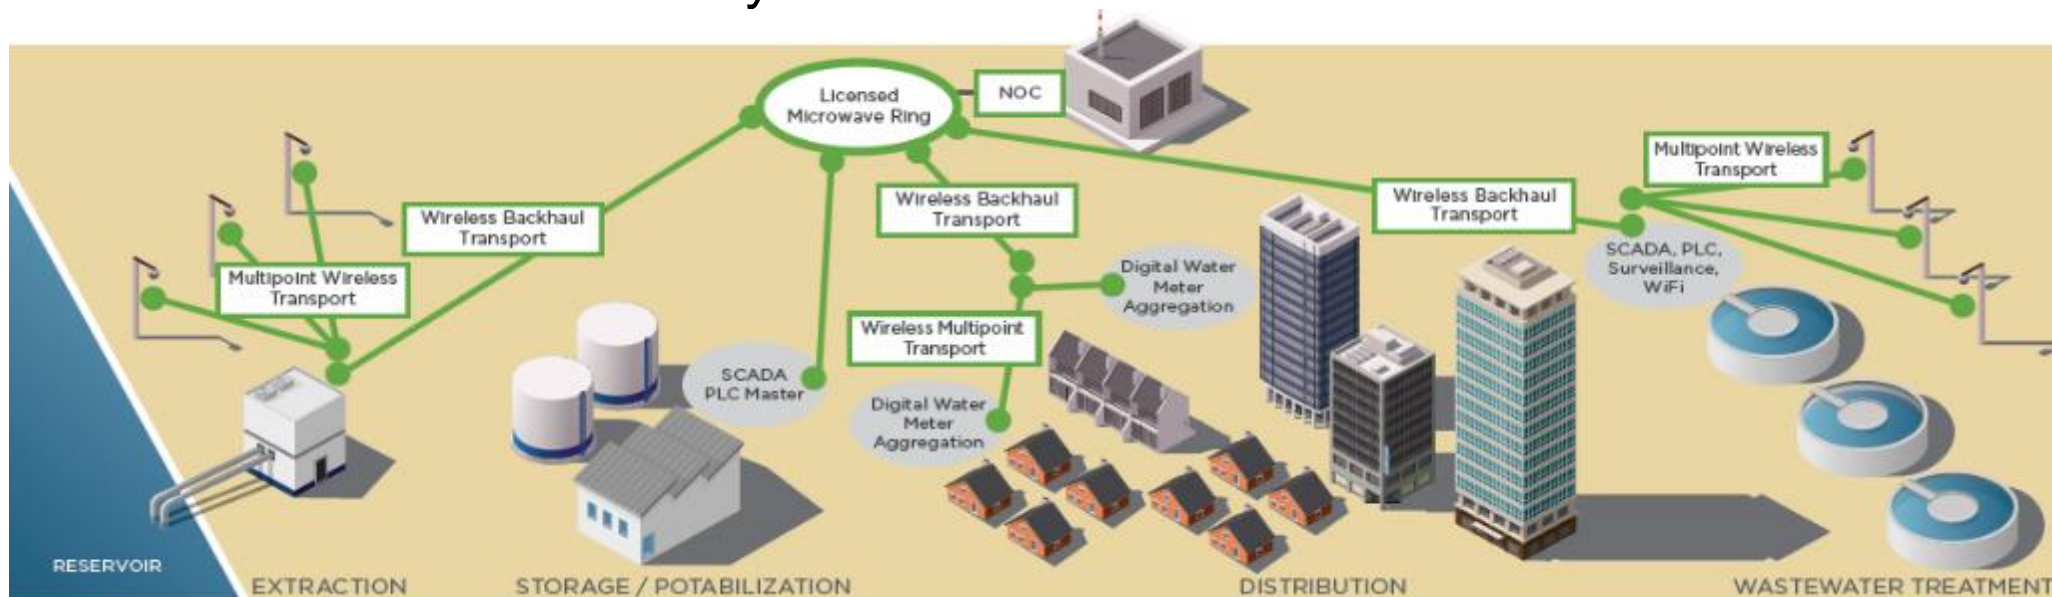 Licensed
Microwave Ring
NOC
Multipoint Wireless
Transport
Wireless Backhaul
Transport
Wireless Backhaul
Transport
Wireless Backhaul
Transport
Multipoint Wireless
Transport
Digital Water
Meter
Aggregation
SCADA, PLC,
Surveillance,
WiFi
Wireless Multipoint
Transport
SCADA
PLC Master
Digital Water
Meter
Aggregation
RESERVOIR
EXTRACTION
STORAGE / POTABILIZATION
DISTRIBUTION
WASTEWATER TREATMENT